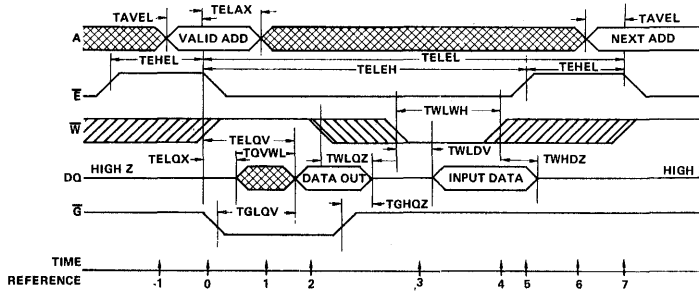 TAVEL TELAX TAVEL
A VALID ADD NEXT ADD
TEHEL TELEL
TELEH TEHEL
E
TWLWH
W
TELQV
TELQX TQVWL TWLQZ TWLDV TWHDZ
DQ HIGH Z DATA OUT INPUT DATA HIGH
TGLQV TGHQZ
G
TIME
REFERENCE -1 0 1 2 3 4 5 6 7